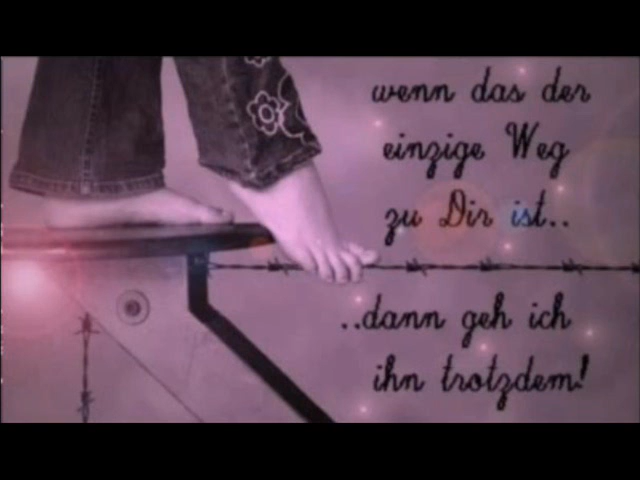 wenn das der
einzige Weg
zu Dir ist..
..dann geh ich
ihn trotzdem!